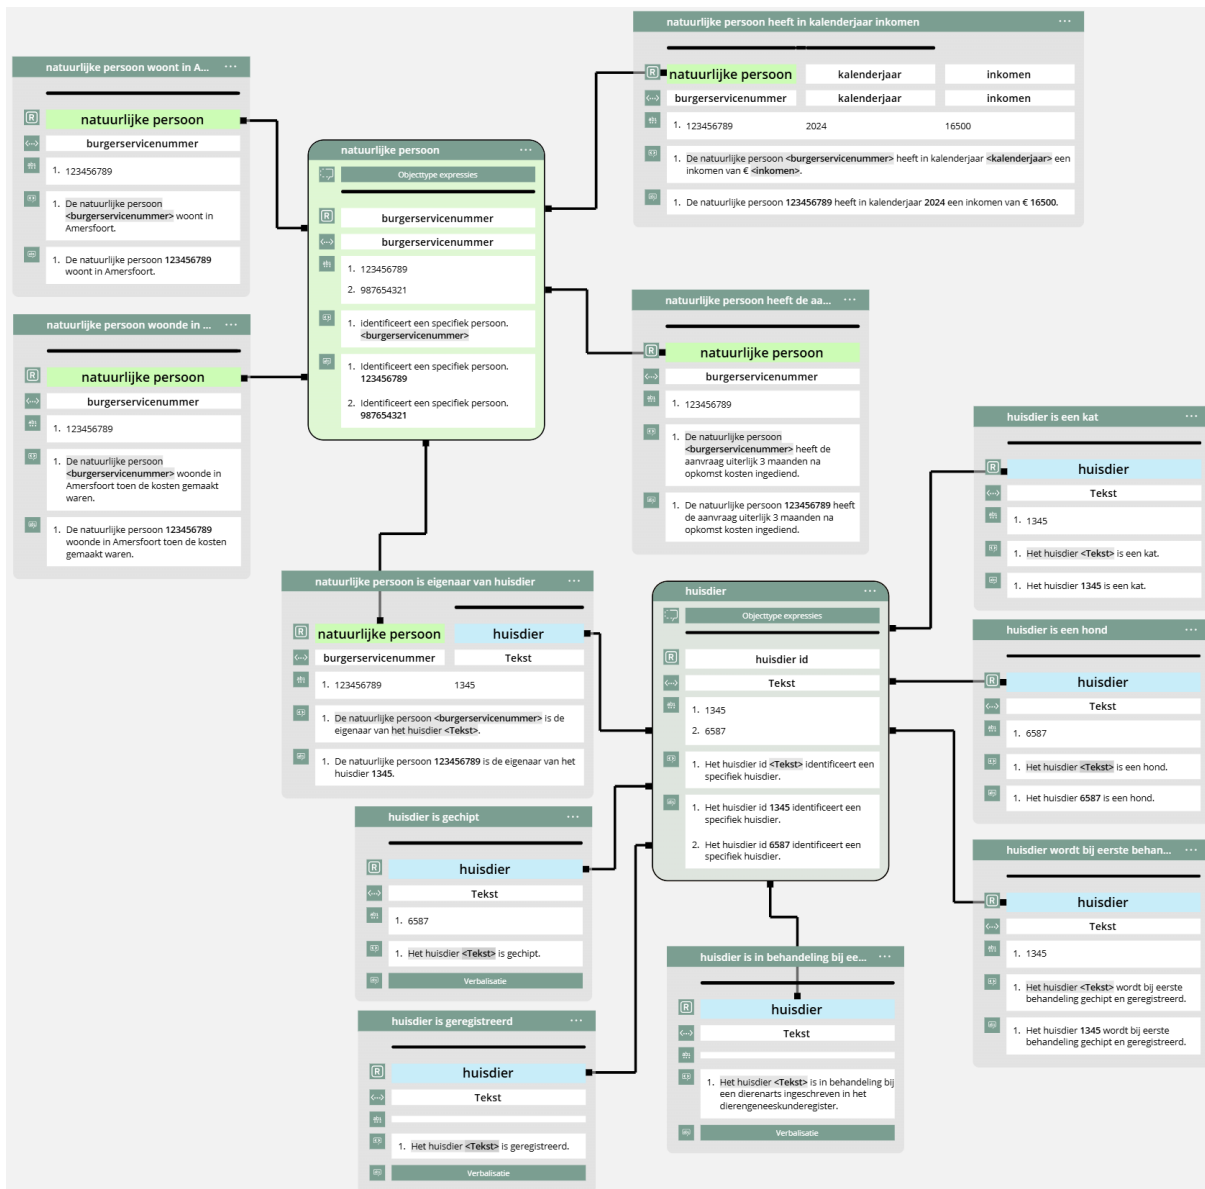 natuurlijke persoon heeft in kalenderjaar inkomen ...
natuurlijke persoon kalenderjaar inkomen
burgerservicenummer kalenderjaar inkomen
1. 123456789 2024 16500
1. De natuurlijke persoon <burgerservicenummer> heeft in kalenderjaar <kalenderjaar> een
inkomen van € <inkomen>.
1. De natuurlijke persoon 123456789 heeft in kalenderjaar 2024 een inkomen van € 16500.
natuurlijke persoon woont in A... ...
natuurlijke persoon
burgerservicenummer
1. 123456789
1. De natuurlijke persoon
<burgerservicenummer> woont in
Amersfoort.
1. De natuurlijke persoon 123456789
woont in Amersfoort.
natuurlijke persoon ...
Objecttype expressies
burgerservicenummer
burgerservicenummer
1. 123456789
2. 987654321
1. identificeert een specifiek persoon.
<burgerservicenummer>
1. Identificeert een specifiek persoon.
123456789
2. Identificeert een specifiek persoon.
987654321
natuurlijke persoon woonde in ... ...
natuurlijke persoon
burgerservicenummer
1. 123456789
1. De natuurlijke persoon
<burgerservicenummer> woonde in
Amersfoort toen de kosten gemaakt
waren.
1. De natuurlijke persoon 123456789
woonde in Amersfoort toen de kosten
gemaakt waren.
natuurlijke persoon heeft de aa... ...
natuurlijke persoon
burgerservicenummer
1. 123456789
1. De natuurlijke persoon
<burgerservicenummer> heeft de
aanvraag uiterlijk 3 maanden na
opkomst kosten ingediend.
1. De natuurlijke persoon 123456789 heeft
de aanvraag uiterlijk 3 maanden na
opkomst kosten ingediend.
huisdier is een kat ...
huisdier
Tekst
1. 1345
1. Het huisdier <Tekst> is een kat.
1. Het huisdier 1345 is een kat.
natuurlijke persoon is eigenaar van huisdier ...
natuurlijke persoon huisdier
burgerservicenummer Tekst
1. 123456789 1345
1. De natuurlijke persoon <burgerservicenummer> is de
eigenaar van het huisdier <Tekst>.
1. De natuurlijke persoon 123456789 is de eigenaar van het
huisdier 1345.
huisdier ...
Objecttype expressies
huisdier id
Tekst
1. 1345
2. 6587
1. Het huisdier id <Tekst> identificeert een
specifiek huisdier.
1. Het huisdier id 1345 identificeert een
specifiek huisdier.
2. Het huisdier id 6587 identificeert een
specifiek huisdier.
huisdier is een hond ...
huisdier
Tekst
1. 6587
1. Het huisdier <Tekst> is een hond.
1. Het huisdier 6587 is een hond.
huisdier is gechipt ...
huisdier
Tekst
1. 6587
1. Het huisdier <Tekst> is gechipt.
Verbalisatie
huisdier wordt bij eerste behan... ...
huisdier
Tekst
1. 1345
1. Het huisdier <Tekst> wordt bij eerste
behandeling gechipt en geregistreerd.
1. Het huisdier 1345 wordt bij eerste
behandeling gechipt en geregistreerd.
huisdier is in behandeling bij ee... ...
huisdier
Tekst
1. Het huisdier <Tekst> is in behandeling bij
een dierenarts ingeschreven in het
diergeneeskunderegister.
Verbalisatie
huisdier is geregistreerd ...
huisdier
Tekst
1. Het huisdier <Tekst> is geregistreerd.
Verbalisatie